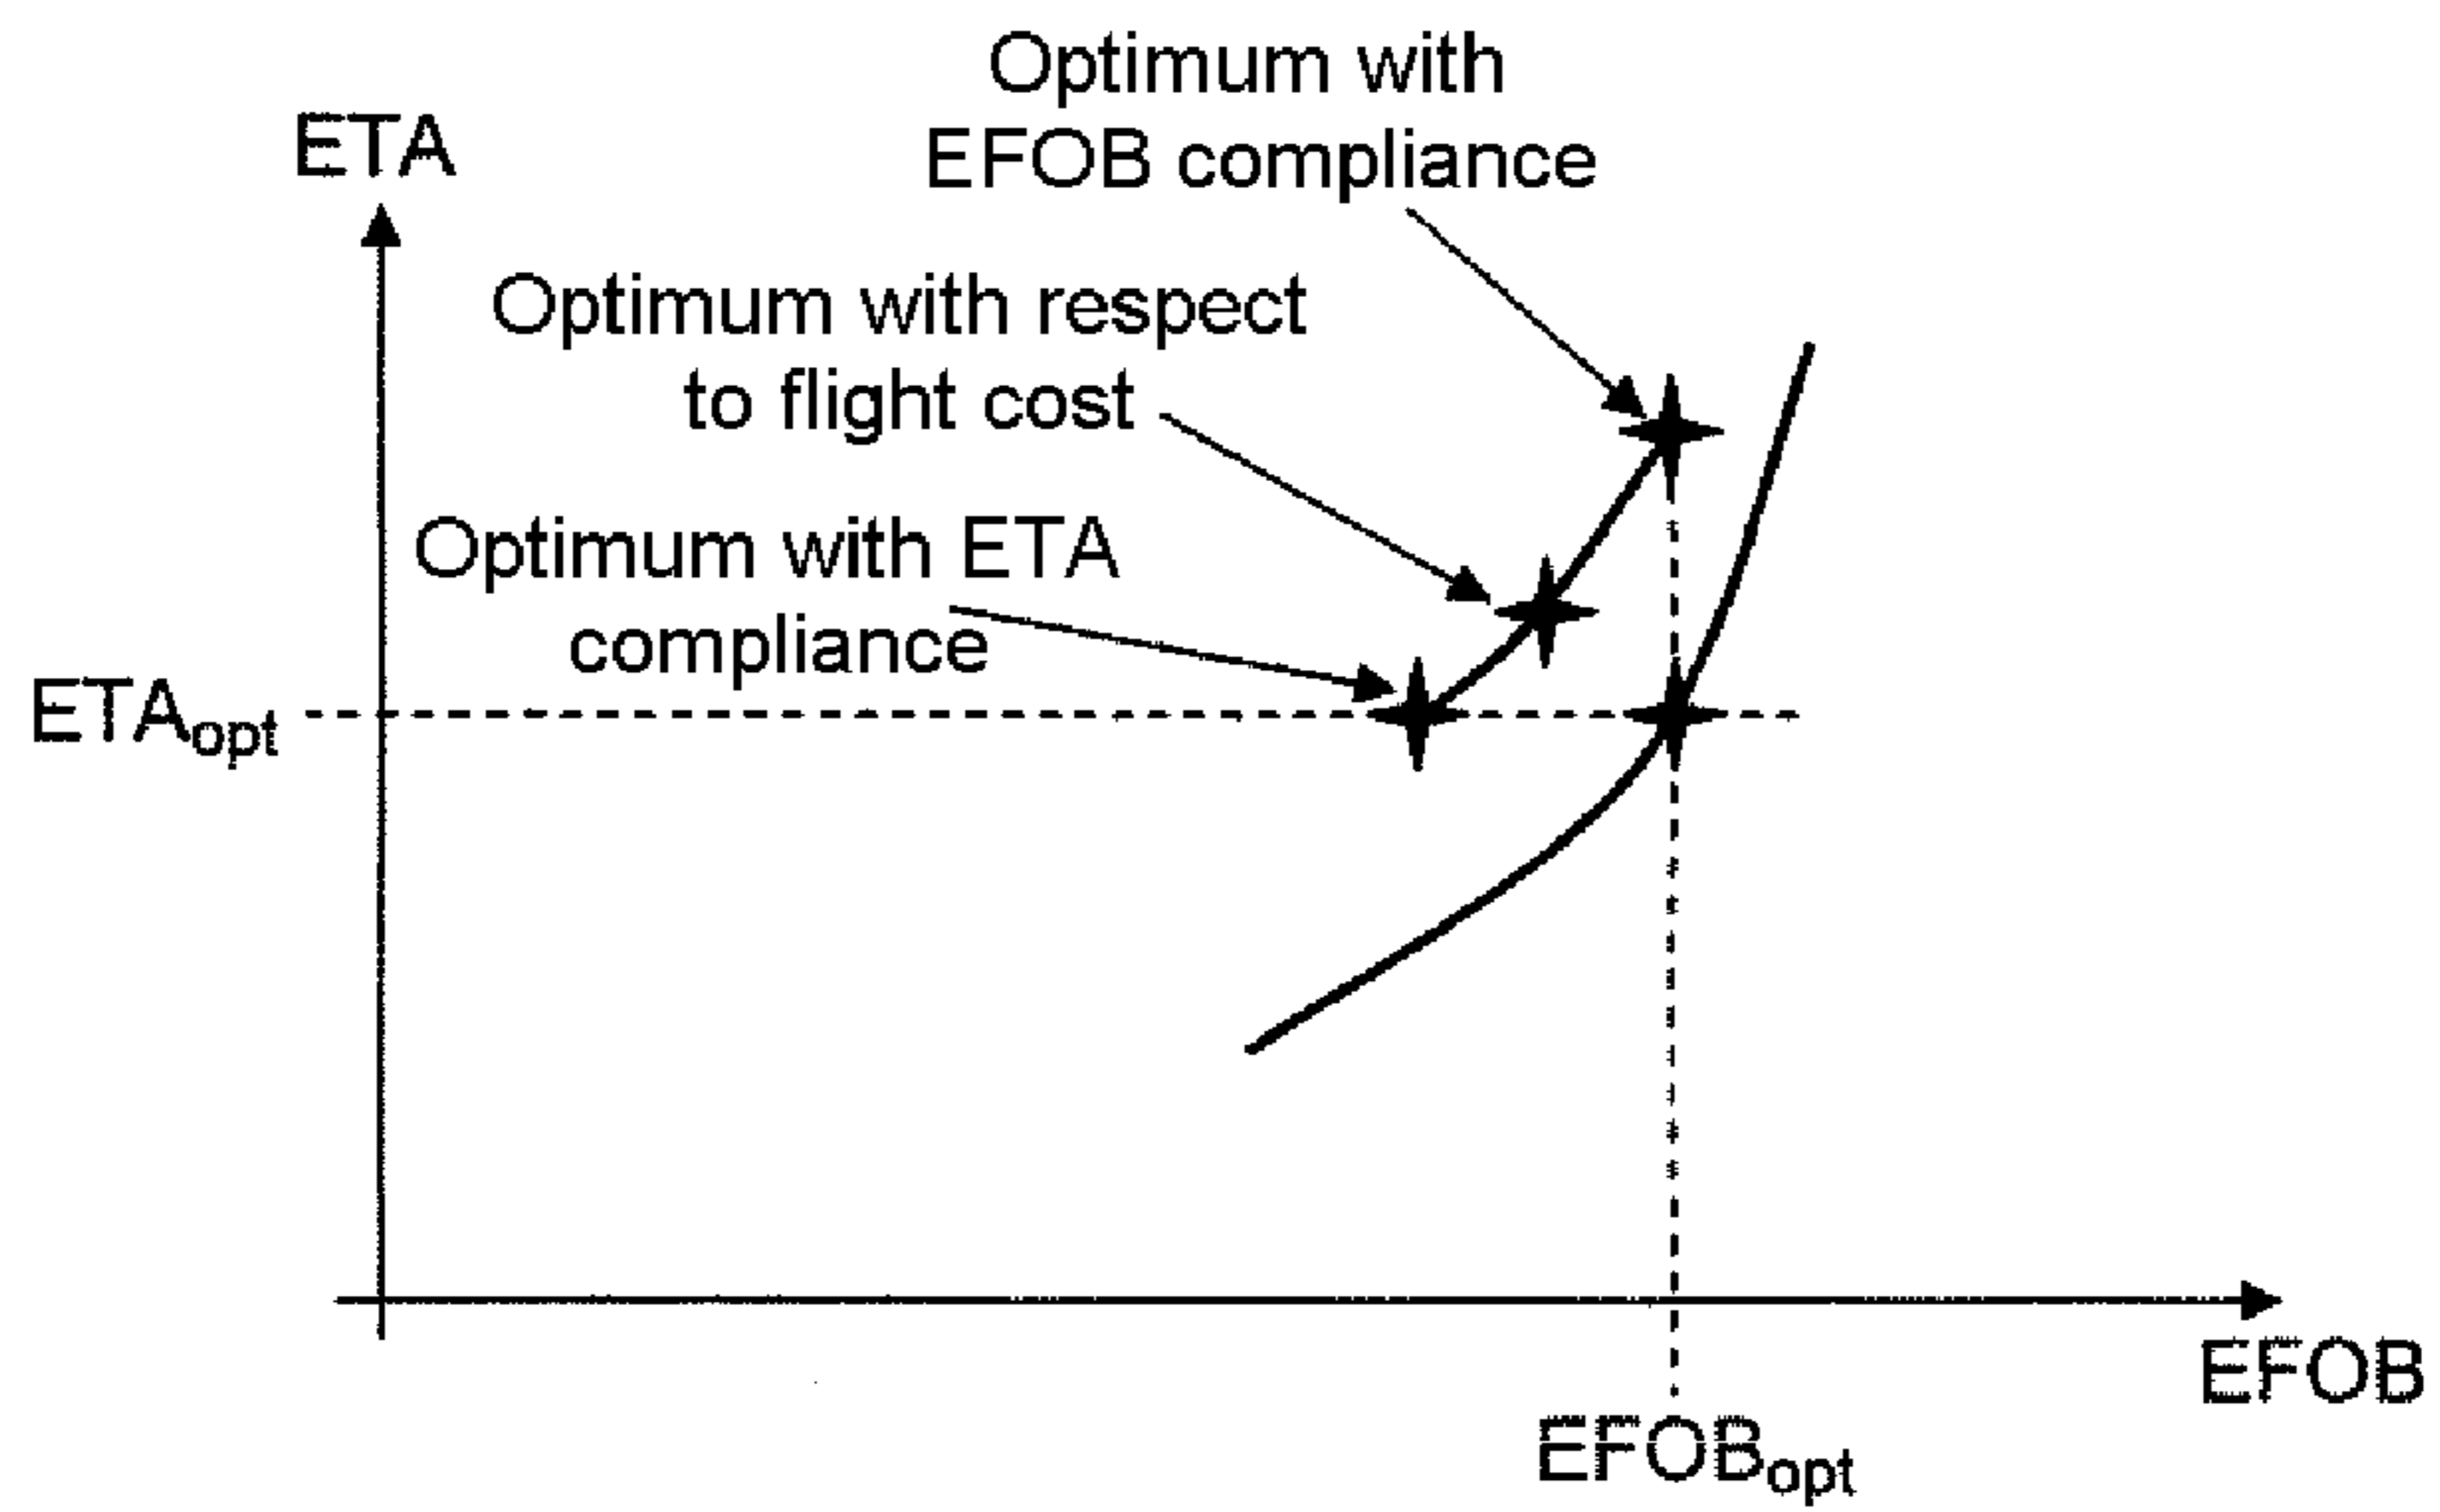 Optimum with
EFOB compliance
ETA
Optimum with respect
to flight cost
Optimum with ETA
compliance
ETAopt
EFOB
EFOBopt